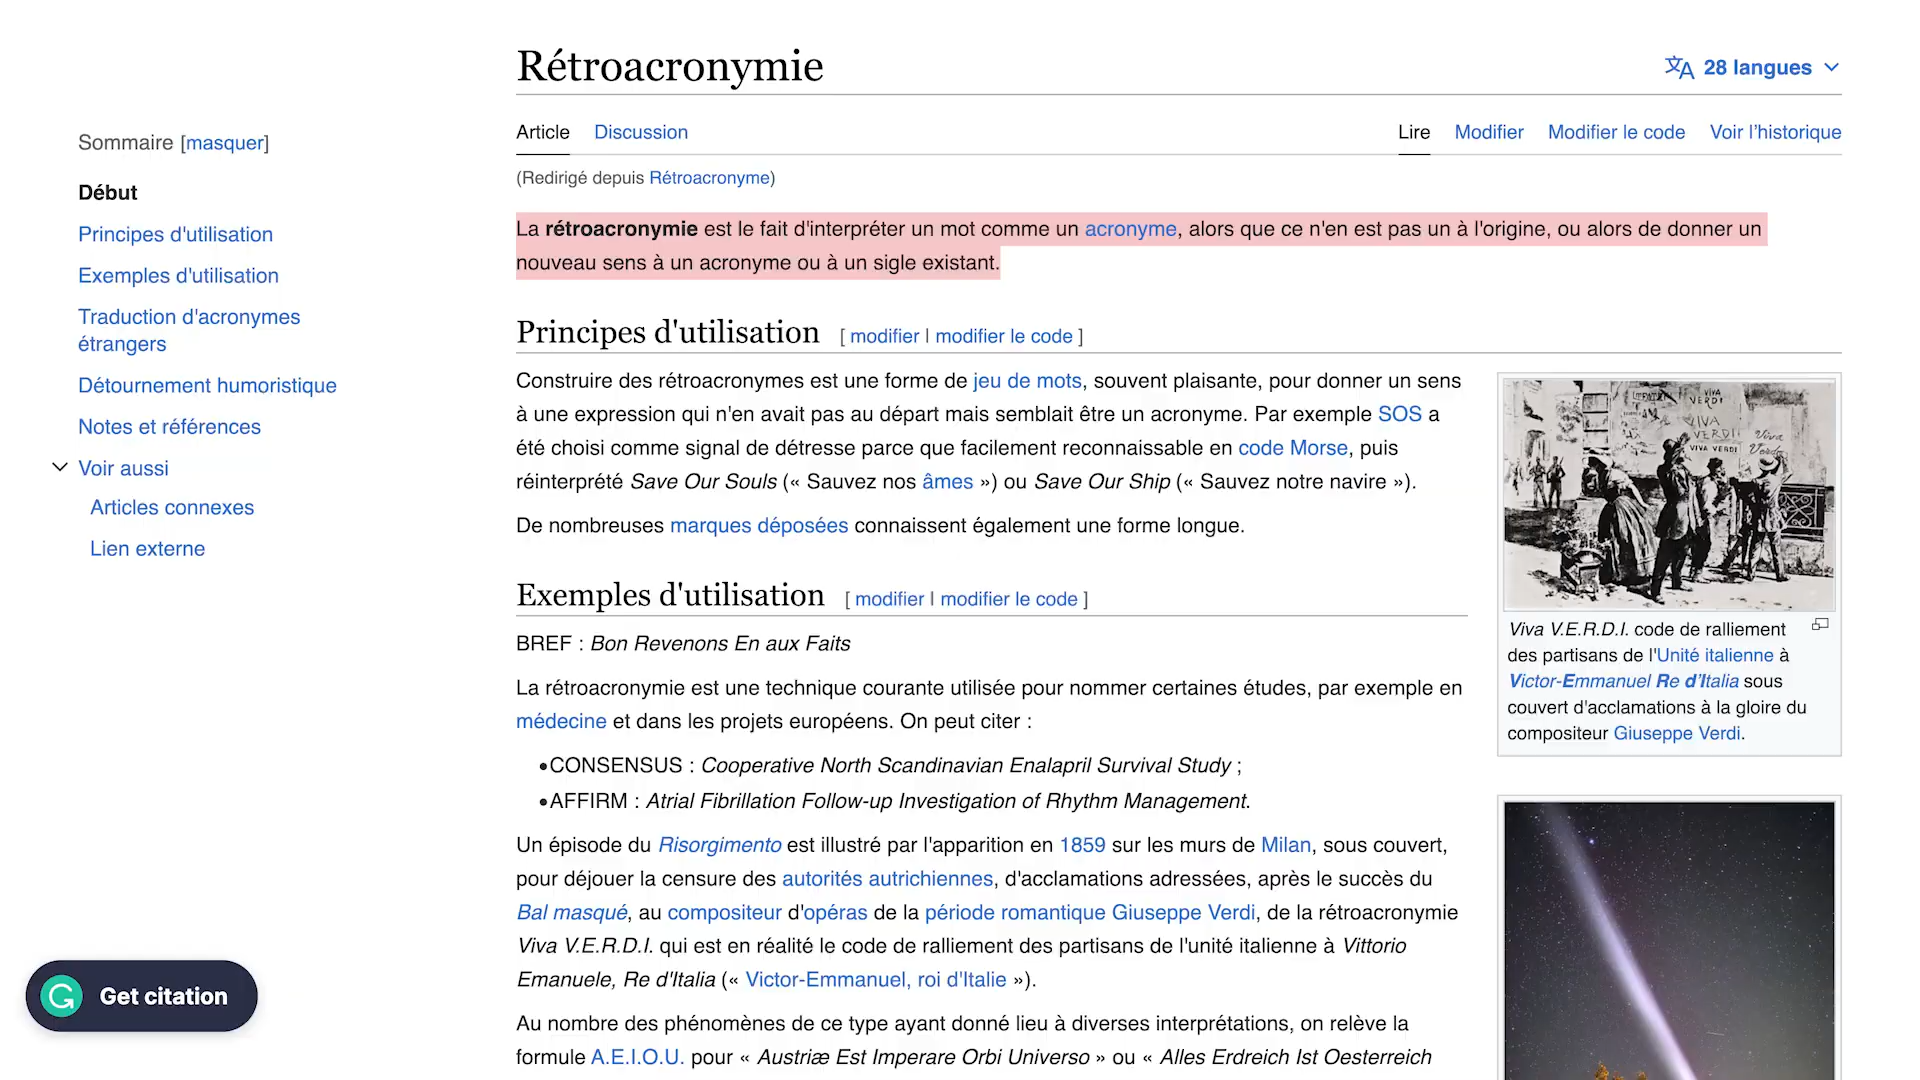 Rétroacronymie
28 langues
Sommaire [masquer]
Début
Principes d'utilisation
Exemples d'utilisation
Traduction d'acronymes
étrangers
Détournement humoristique
Notes et références
Voir aussi
Articles connexes
Lien externe
Article Discussion
Lire Modifier Modifier le code Voir l'historique
(Redirigé depuis Rétroacronyme)
La rétroacronymie est le fait d'interpréter un mot comme un acronyme, alors que ce n'en est pas un à l'origine, ou alors de donner un
nouveau sens à un acronyme ou à un sigle existant.
Principes d'utilisation [ modifier | modifier le code ]
Construire des rétroacronymes est une forme de jeu de mots, souvent plaisante, pour donner un sens
à une expression qui n'en avait pas au départ mais semblait être un acronyme. Par exemple SOS a
été choisi comme signal de détresse parce que facilement reconnaissable en code Morse, puis
réinterprété Save Our Souls (« Sauvez nos âmes ») ou Save Our Ship (« Sauvez notre navire »).
De nombreuses marques déposées connaissent également une forme longue.
Exemples d'utilisation [ modifier | modifier le code ]
BREF : Bon Revenons En aux Faits
La rétroacronymie est une technique courante utilisée pour nommer certaines études, par exemple en
médecine et dans les projets européens. On peut citer :
•CONSENSUS : Cooperative North Scandinavian Enalapril Survival Study ;
•AFFIRM : Atrial Fibrillation Follow-up Investigation of Rhythm Management.
Un épisode du Risorgimento est illustré par l'apparition en 1859 sur les murs de Milan, sous couvert,
pour déjouer la censure des autorités autrichiennes, d'acclamations adressées, après le succès du
Bal masqué, au compositeur d'opéras de la période romantique Giuseppe Verdi, de la rétroacronymie
Viva V.E.R.D.I. qui est en réalité le code de ralliement des partisans de l'unité italienne à Vittorio
Emanuele, Re d'Italia (« Victor-Emmanuel, roi d'Italie »).
Au nombre des phénomènes de ce type ayant donné lieu à diverses interprétations, on relève la
formule A.E.I.O.U. pour « Austriæ Est Imperare Orbi Universo » ou « Alles Erdreich Ist Oesterreich
VIVA
VERDI
VIVA
VERDI
VIVA VERDI
Viva
Verdi
Viva V.E.R.D.I. code de ralliement
des partisans de l'Unité italienne à
Victor-Emmanuel Re d'Italia sous
couvert d'acclamations à la gloire du
compositeur Giuseppe Verdi.
Get citation